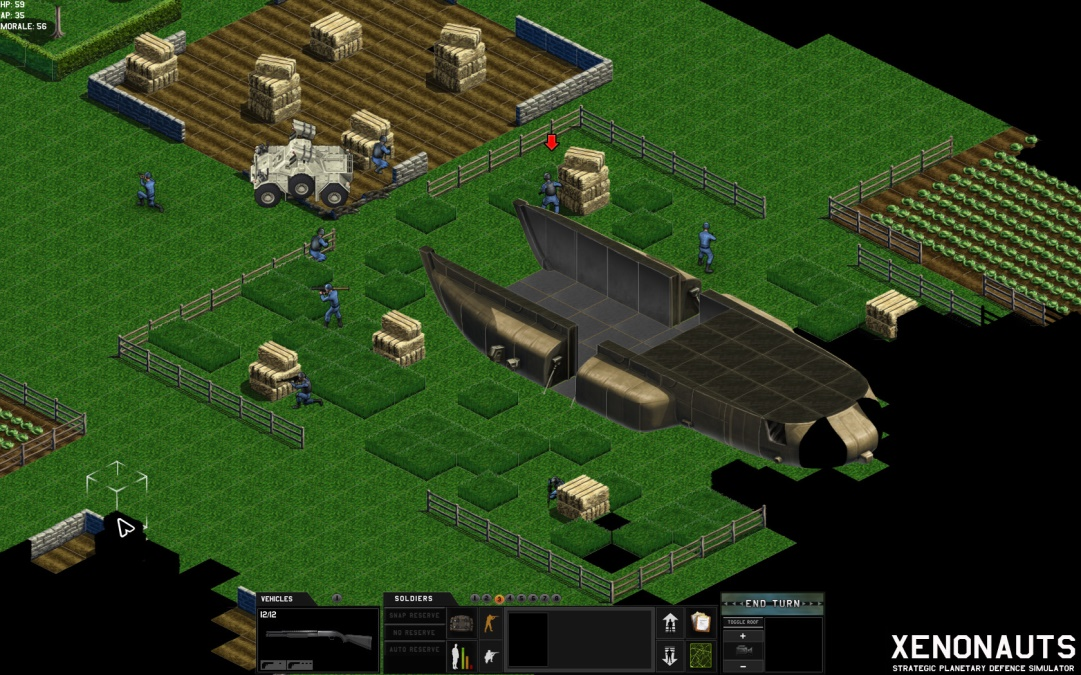 HP: 59
AP: 35
MORALE: 56
VEHICLES
12/12
SOLDIERS
SNAP RESERVE
NO RESERVE
AUTO RESERVE
END TURN
TOGGLE ROOF
+
−
XENONAUTS
STRATEGIC PLANETARY DEFENCE SIMULATOR